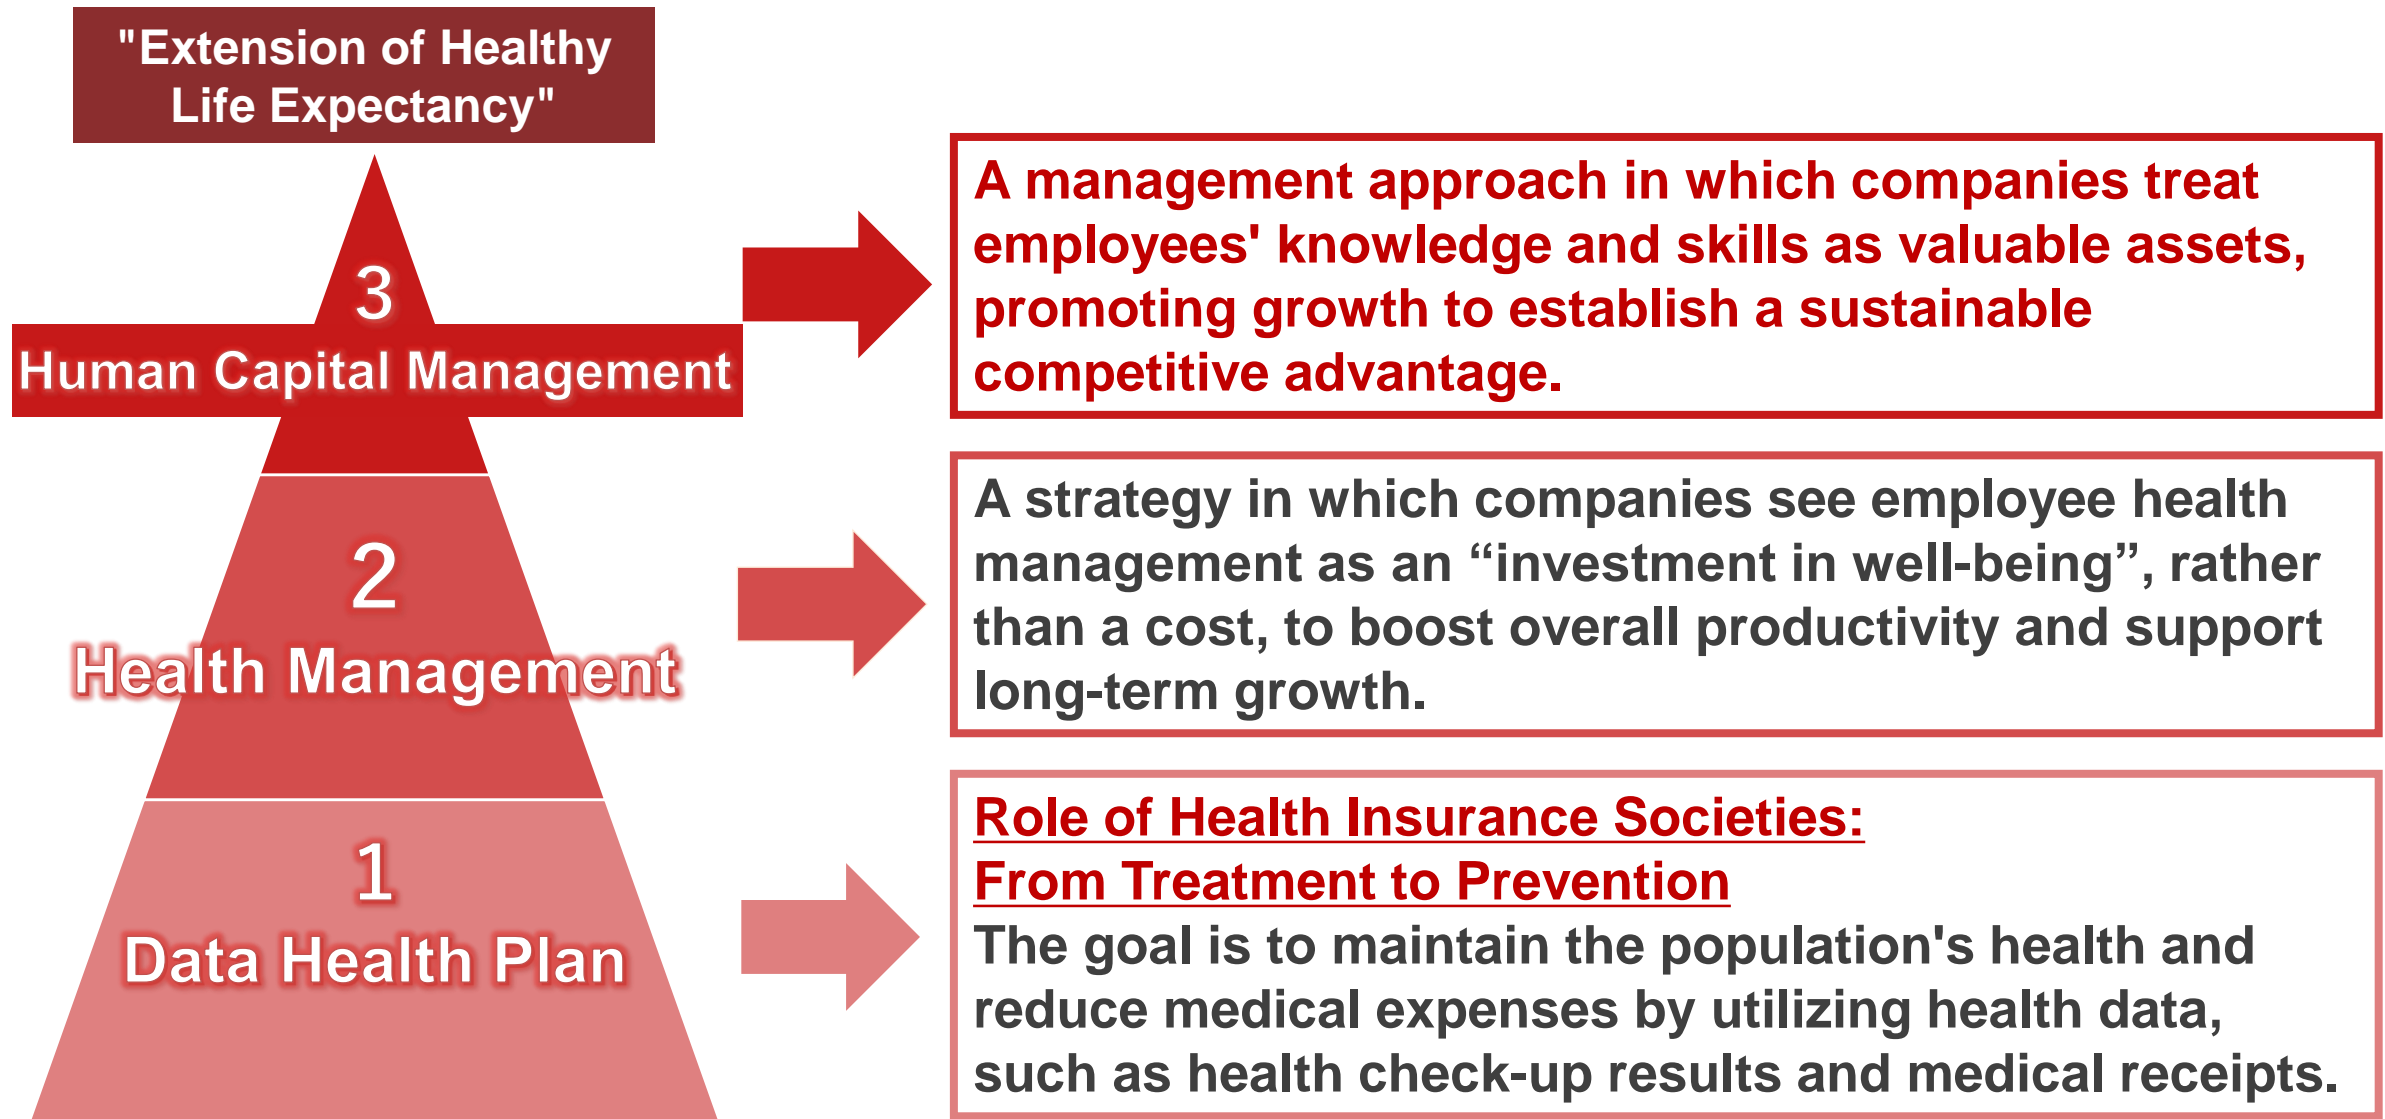 "Extension of Healthy
Life Expectancy"
3
Human Capital Management
A management approach in which companies treat
employees' knowledge and skills as valuable assets,
promoting growth to establish a sustainable
competitive advantage.
2
Health Management
A strategy in which companies see employee health
management as an “investment in well-being”, rather
than a cost, to boost overall productivity and support
long-term growth.
1
Data Health Plan
Role of Health Insurance Societies:
From Treatment to Prevention
The goal is to maintain the population's health and
reduce medical expenses by utilizing health data,
such as health check-up results and medical receipts.